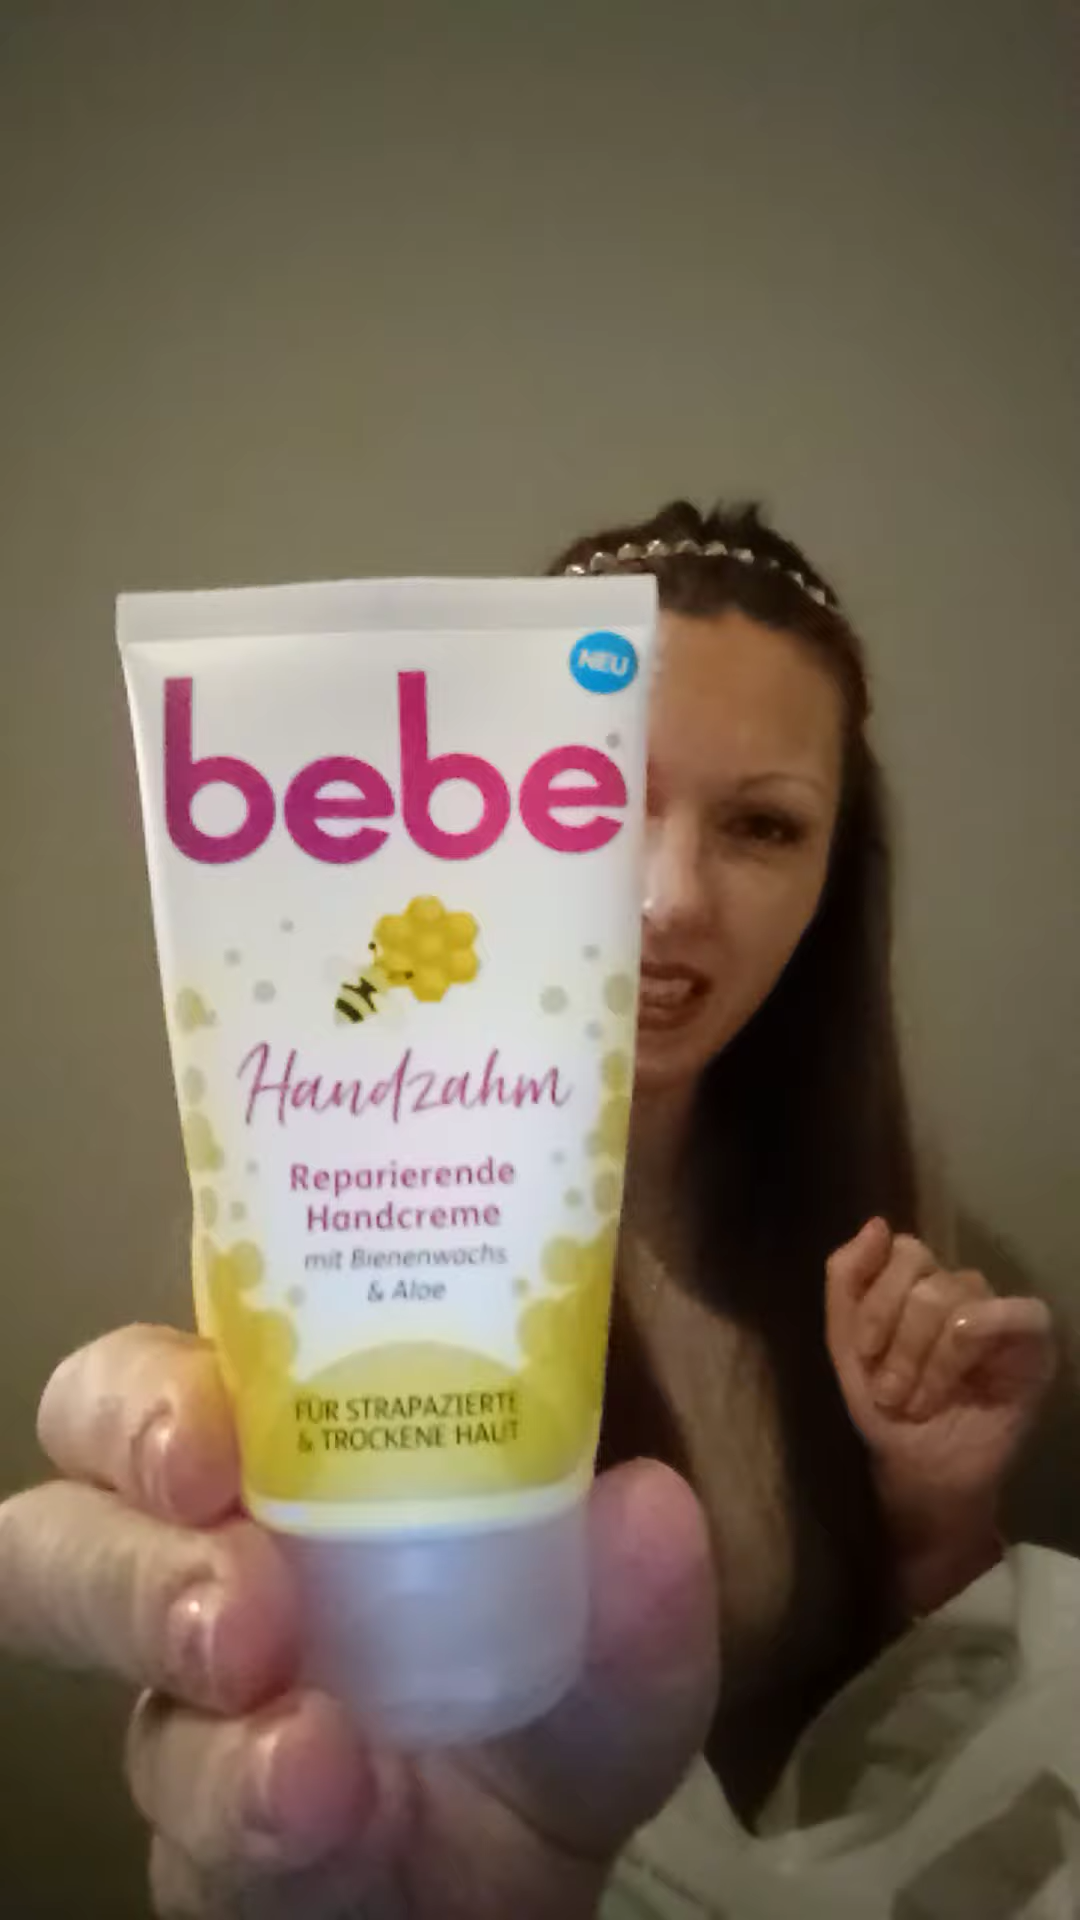 NEU
bebe
Handzahm
Reparierende
Handcreme
mit Bienenwachs
& Aloe
FÜR STRAPAZIERTE
& TROCKENE HAUT